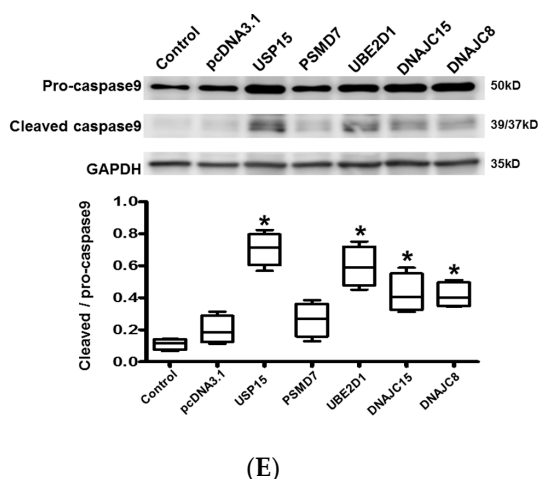 Control pcDNA3.1 USP15 PSMD7 UBE2D1 DNAJC15 DNAJC8
Pro-caspase9 50kD
Cleaved caspase9 39/37kD
GAPDH 35kD
Cleaved / pro-caspase9
1.0
0.8
0.6
0.4
0.2
0.0
* * * *
Control pcDNA3.1 USP15 PSMD7 UBE2D1 DNAJC15 DNAJC8
(E)